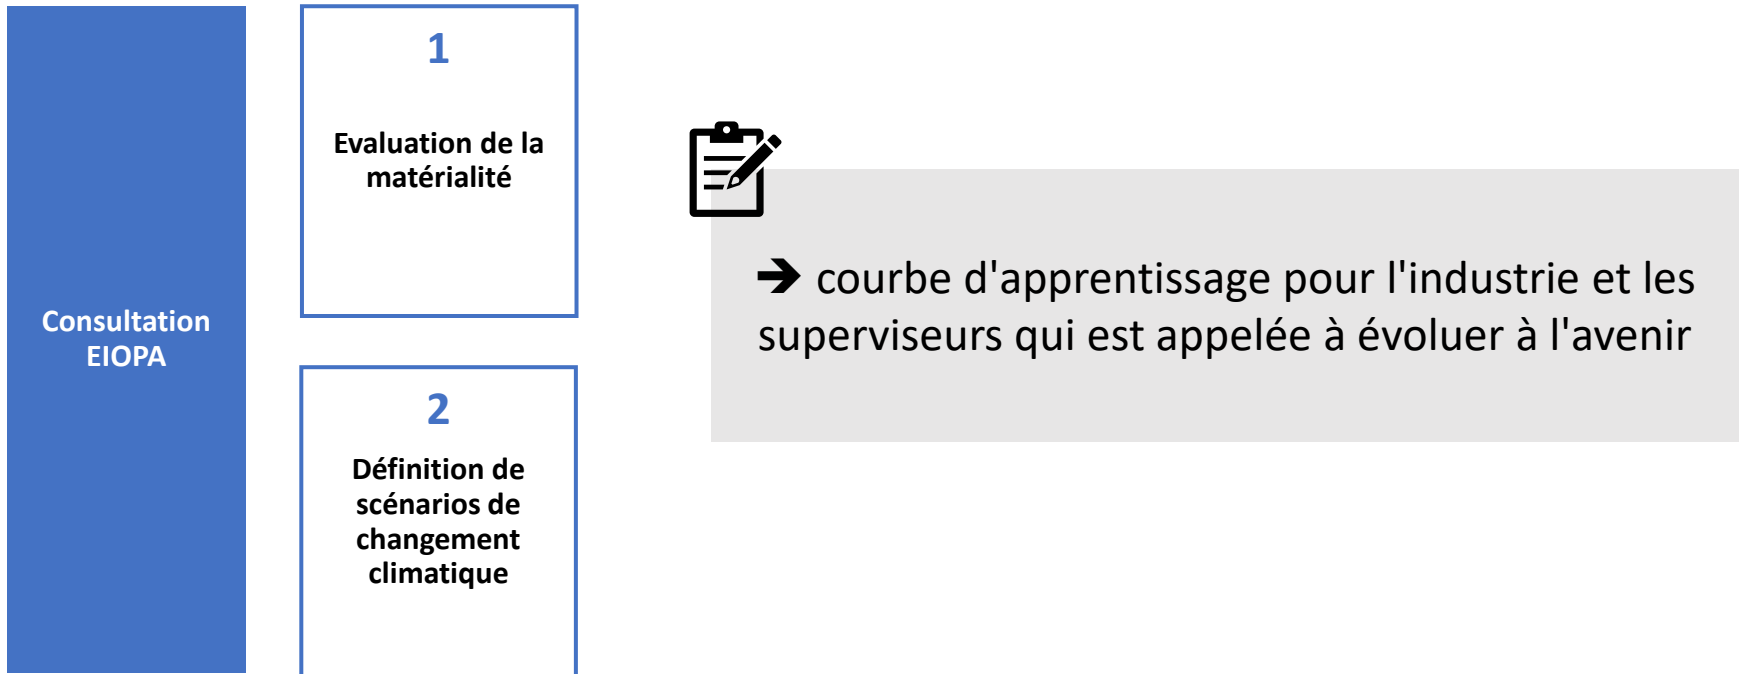 Consultation
EIOPA
1
Evaluation de la
matérialité
2
Définition de
scénarios de
changement
climatique
➔ courbe d'apprentissage pour l'industrie et les
superviseurs qui est appelée à évoluer à l'avenir